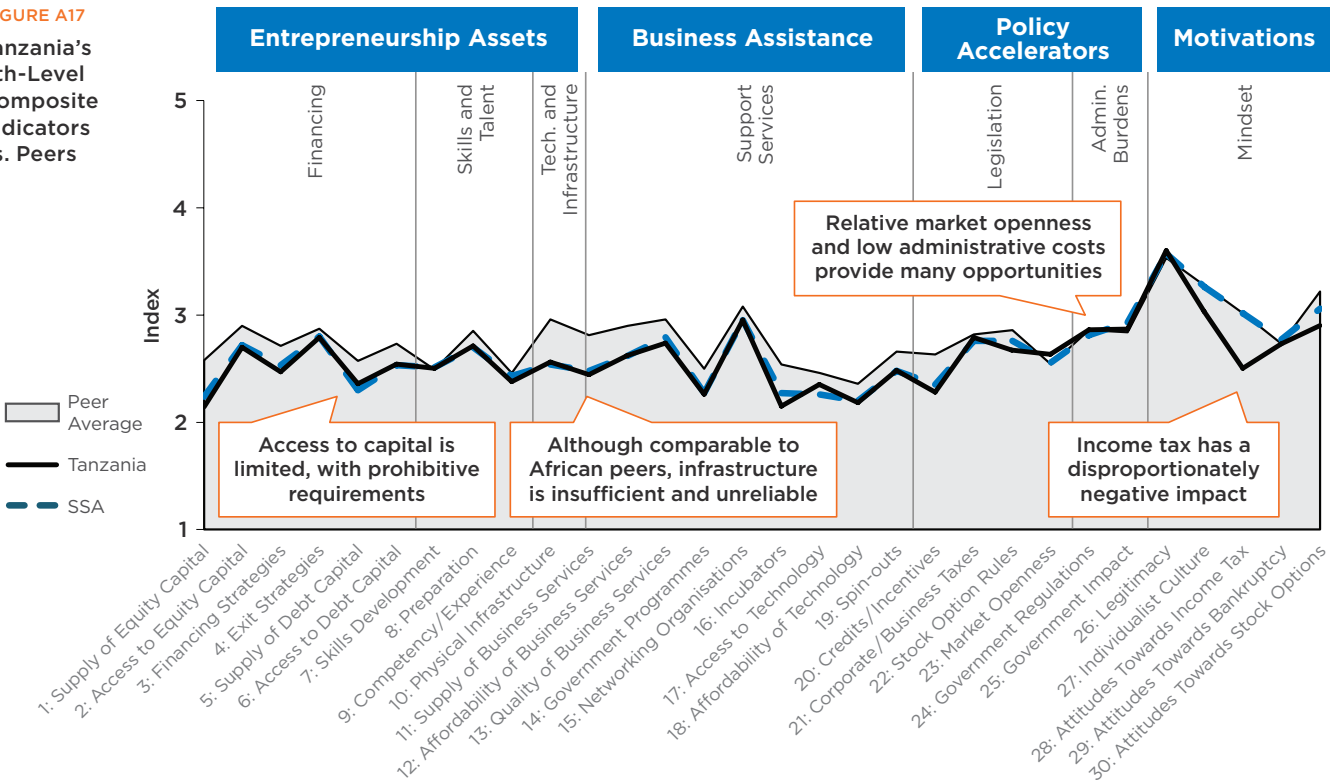 GURE A17
anzania's
th-Level
omposite
dicators
s. Peers
Entrepreneurship Assets
Business Assistance
Policy
Accelerators
Motivations
Financing
Skills and
Talent
Tech. and
Infrastructure
Support
Services
Legislation
Admin.
Burdens
Mindset
Index
5
4
3
2
1
Relative market openness
and low administrative costs
provide many opportunities
Access to capital is
limited, with prohibitive
requirements
Although comparable to
African peers, infrastructure
is insufficient and unreliable
Income tax has a
disproportionately
negative impact
Peer
Average
Tanzania
SSA
1: Supply of Equity Capital
2: Access to Equity Capital
3: Financing Strategies
4: Exit Strategies
5: Supply of Debt Capital
6: Access to Debt Capital
7: Skills Development
8: Preparation
9: Competency/Experience
10: Physical Infrastructure
11: Supply of Business Services
12: Affordability of Business Services
13: Quality of Business Services
14: Government Programmes
15: Networking Organisations
16: Incubators
17: Access to Technology
18: Affordability of Technology
19: Spin-outs
20: Credits/Incentives
21: Corporate/Business Taxes
22: Stock Option Rules
23: Market Openness
24: Government Regulations
25: Government Impact
26: Legitimacy
27: Individualist Culture
28: Attitudes Towards Income Tax
29: Attitudes Towards Bankruptcy
30: Attitudes Towards Stock Options